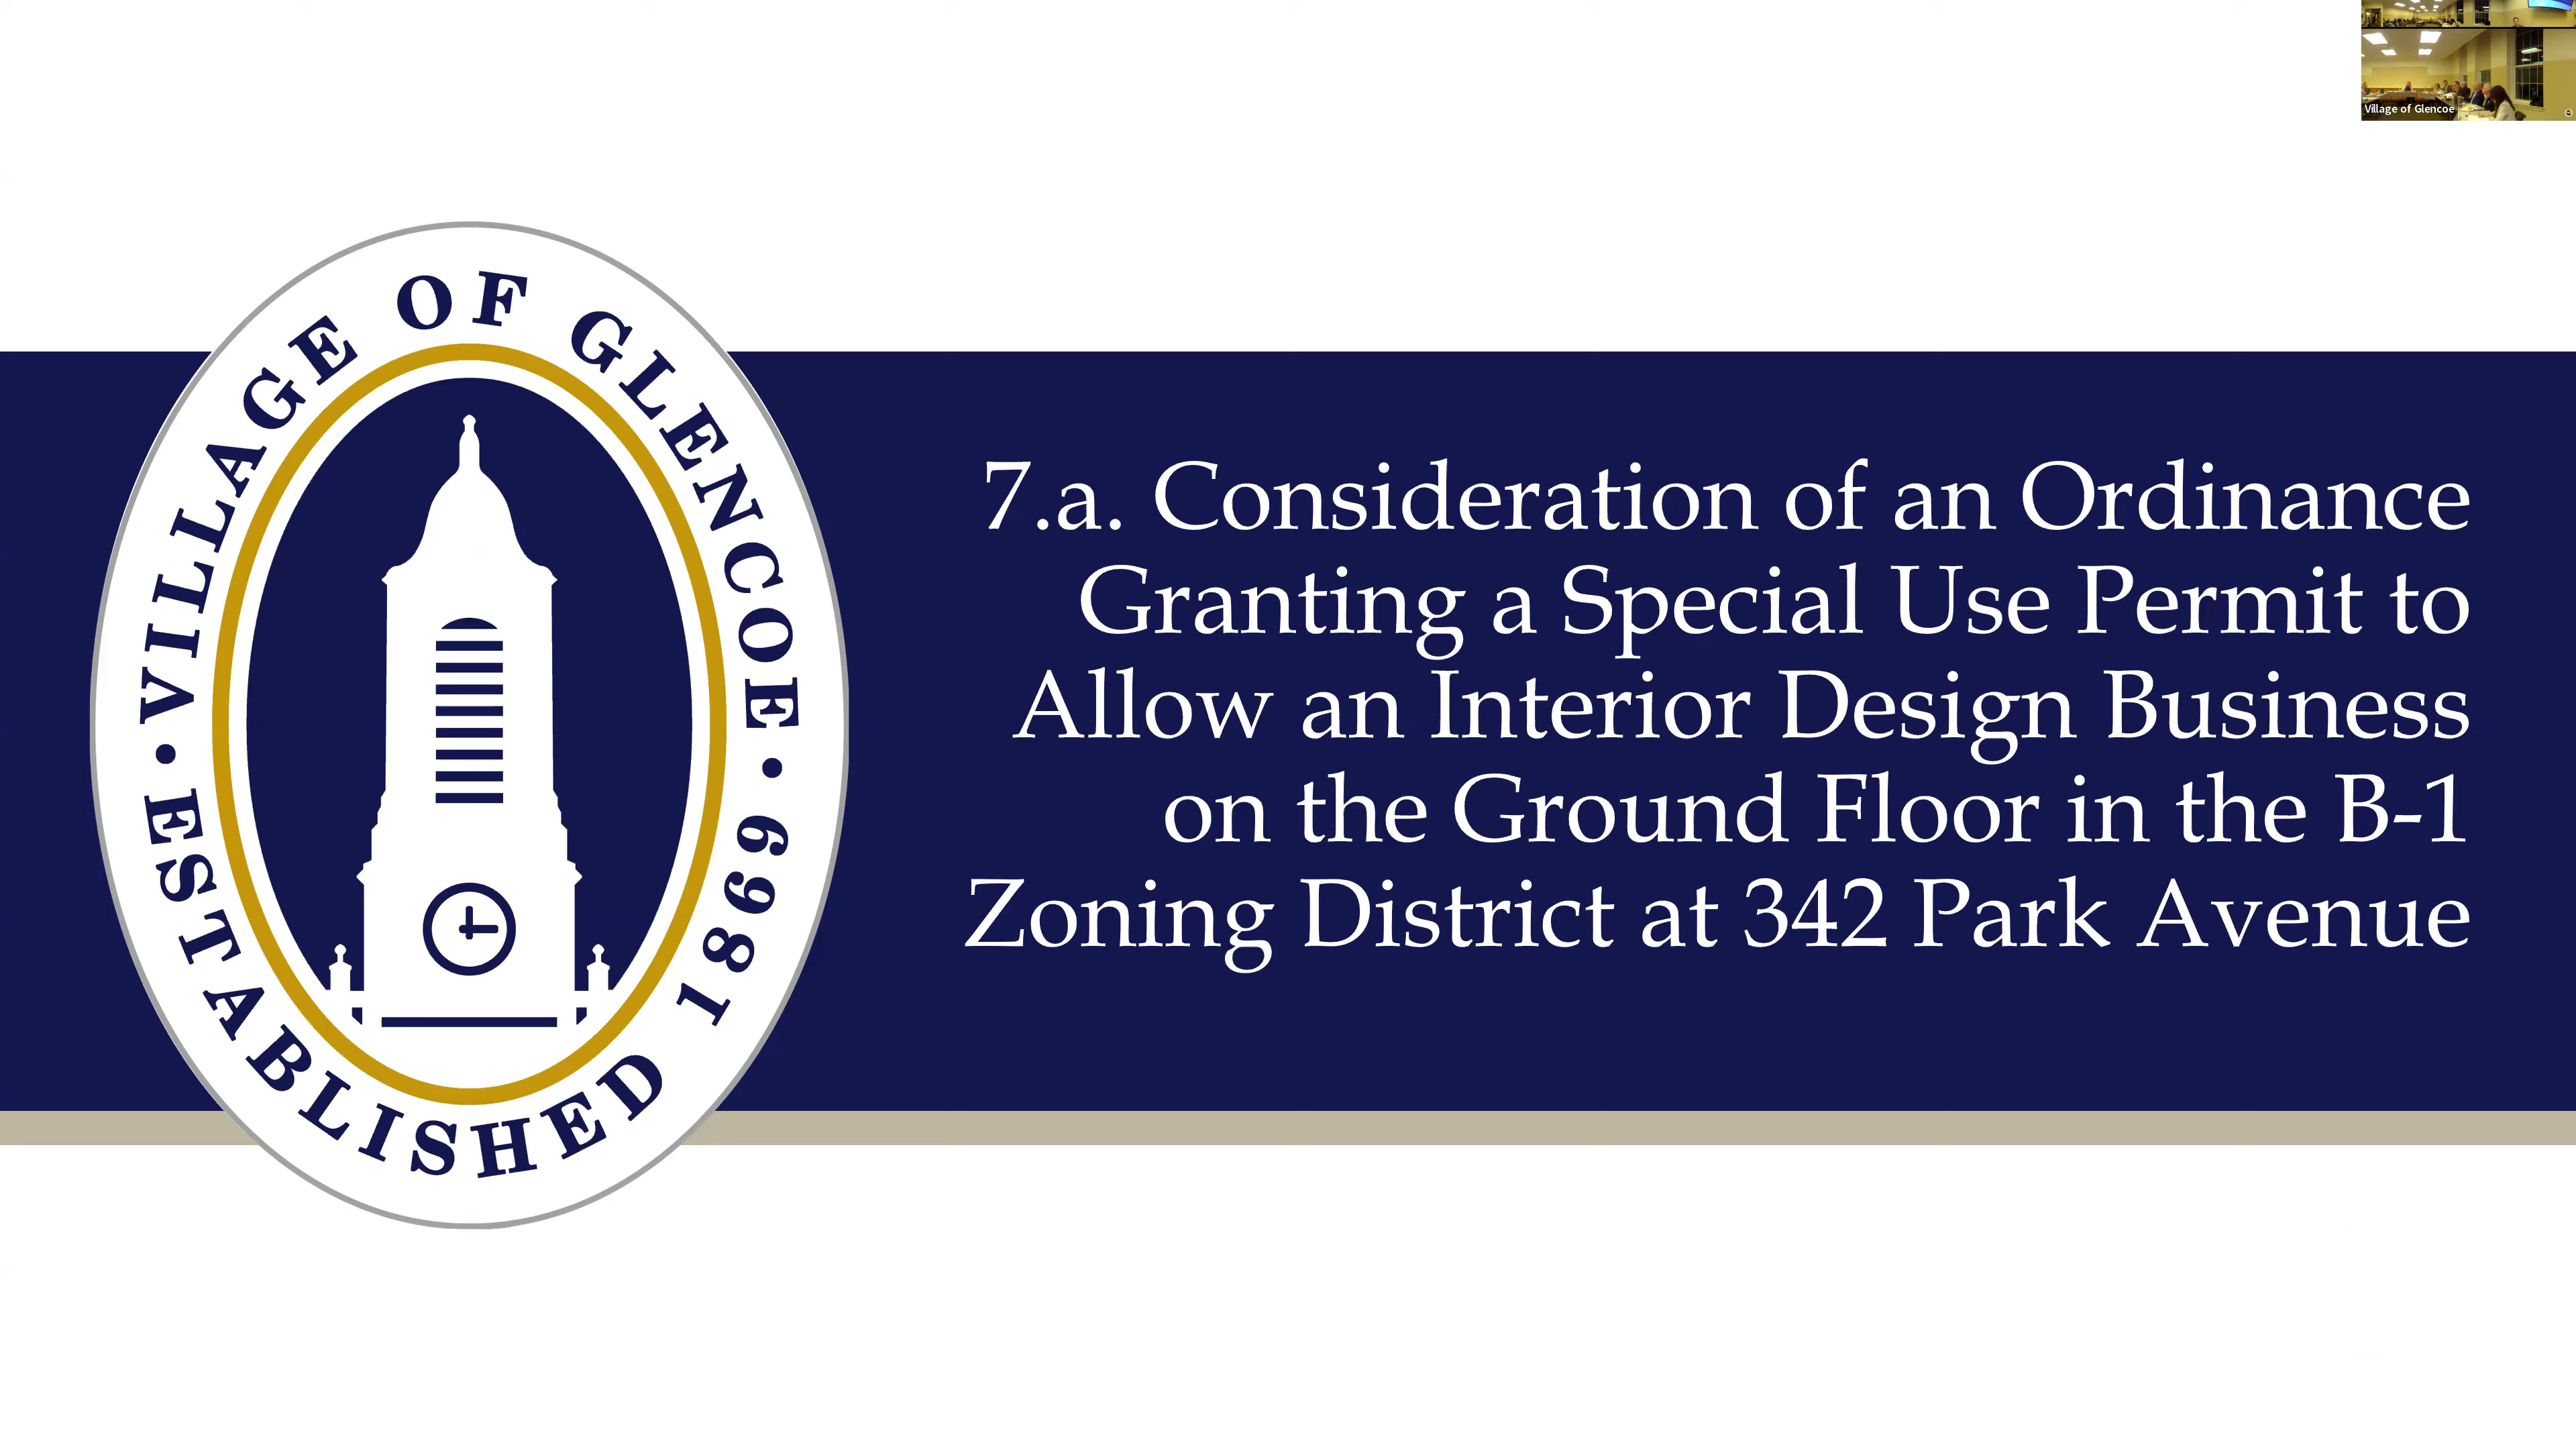 Village of Glencoe
VILLAGE OF GLENCOE
ESTABLISHED 1869
7.a. Consideration of an Ordinance
Granting a Special Use Permit to
Allow an Interior Design Business
on the Ground Floor in the B-1
Zoning District at 342 Park Avenue